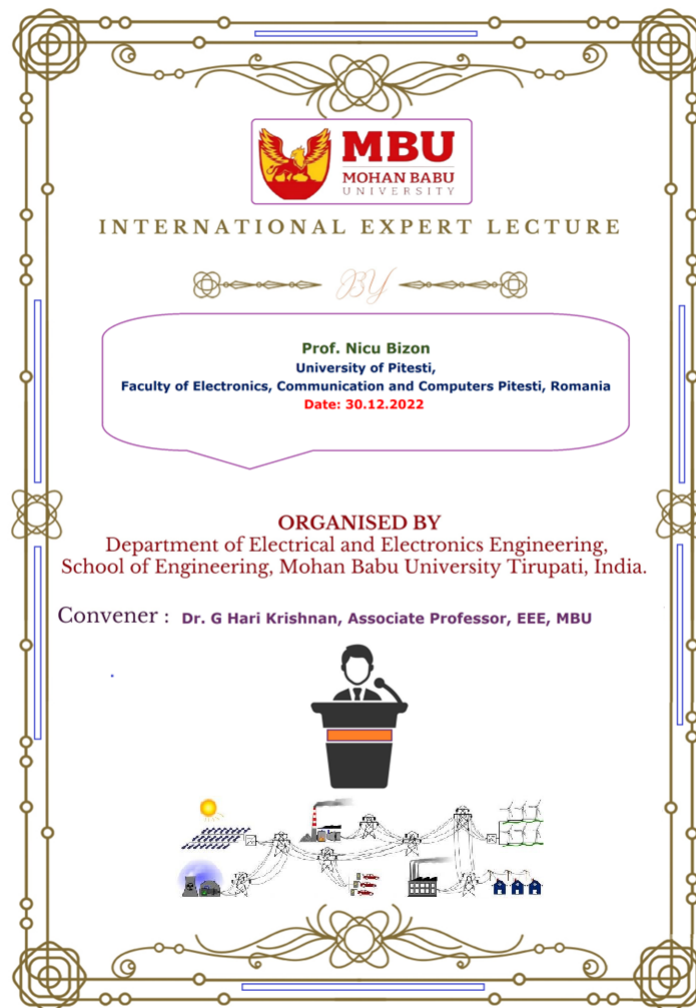 MBU
MOHAN BABU
UNIVERSITY
INTERNATIONAL EXPERT LECTURE
BY
Prof. Nicu Bizon
University of Pitesti,
Faculty of Electronics, Communication and Computers Pitesti, Romania
Date: 30.12.2022
ORGANISED BY
Department of Electrical and Electronics Engineering,
School of Engineering, Mohan Babu University Tirupati, India.
Convener : Dr. G Hari Krishnan, Associate Professor, EEE, MBU